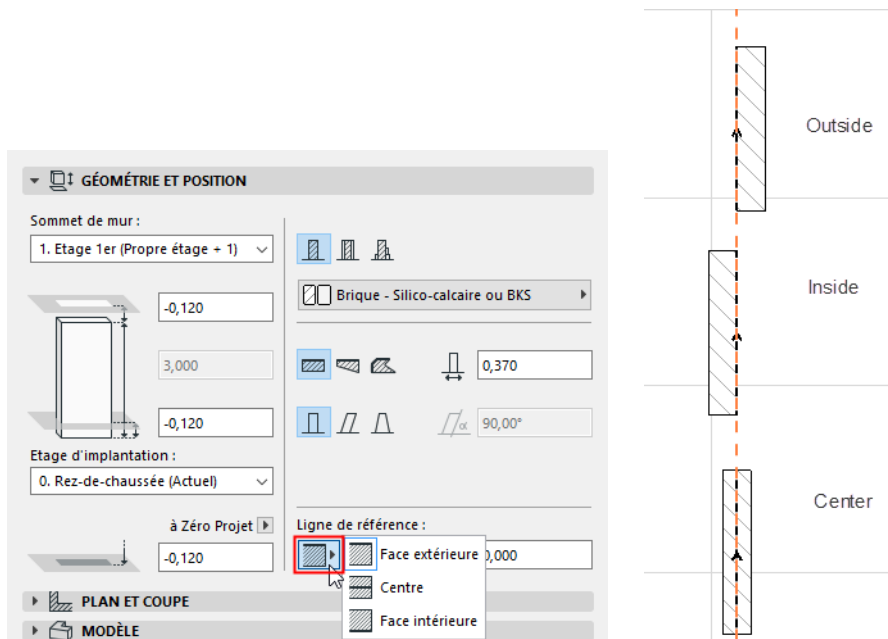 GÉOMÉTRIE ET POSITION
Sommet de mur :
1. Etage 1er (Propre étage + 1)
-0,120
3,000
-0,120
Etage d'implantation :
0. Rez-de-chaussée (Actuel)
à Zéro Projet
-0,120
Brique - Silico-calcaire ou BKS
0,370
α 90,00°
Ligne de référence :
Face extérieure
Centre
Face intérieure
0,000
PLAN ET COUPE
MODÈLE
Outside
Inside
Center